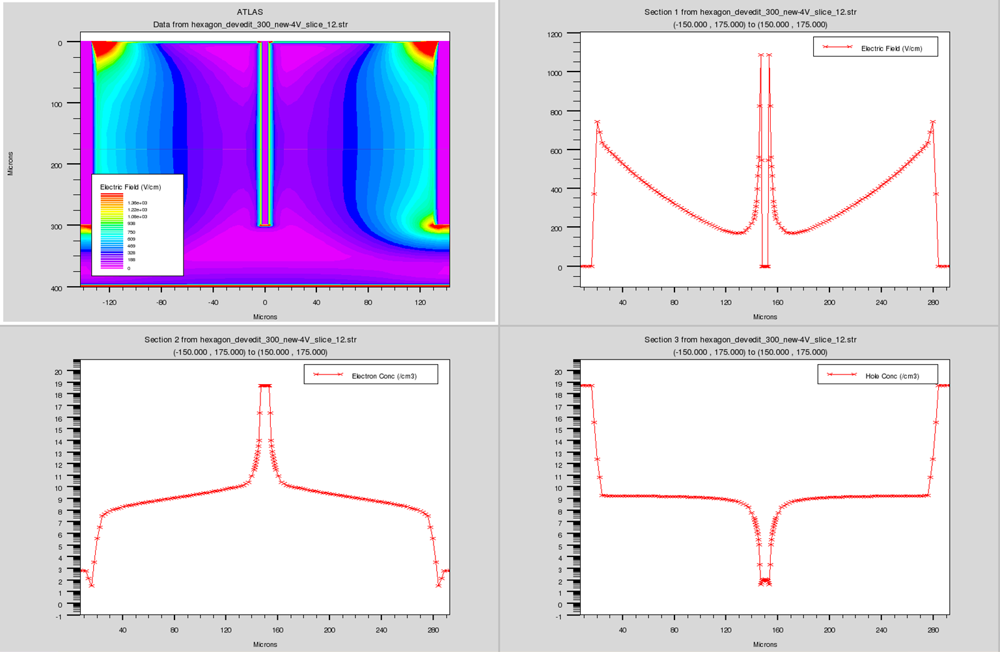 ATLAS
Data from hexagon_devedit_300_new-4V_slice_12.str
0
100
200
300
400
Microns
Electric Field (V/cm)
1.36e+03
1.22e+03
1.08e+03
938
750
609
469
328
188
0
-120 -80 -40 0 40 80 120
Microns
Section 1 from hexagon_devedit_300_new-4V_slice_12.str
(-150.000 , 175.000) to (150.000 , 175.000)
Electric Field (V/cm)
1200
1000
800
600
400
200
0
40 80 120 160 200 240 280
Microns
Section 2 from hexagon_devedit_300_new-4V_slice_12.str
(-150.000 , 175.000) to (150.000 , 175.000)
Electron Conc (/cm3)
20
19
18
17
16
15
14
13
12
11
10
9
8
7
6
5
4
3
2
1
0
-1
40 80 120 160 200 240 280
Microns
Section 3 from hexagon_devedit_300_new-4V_slice_12.str
(-150.000 , 175.000) to (150.000 , 175.000)
Hole Conc (/cm3)
20
19
18
17
16
15
14
13
12
11
10
9
8
7
6
5
4
3
2
1
0
-1
40 80 120 160 200 240 280
Microns